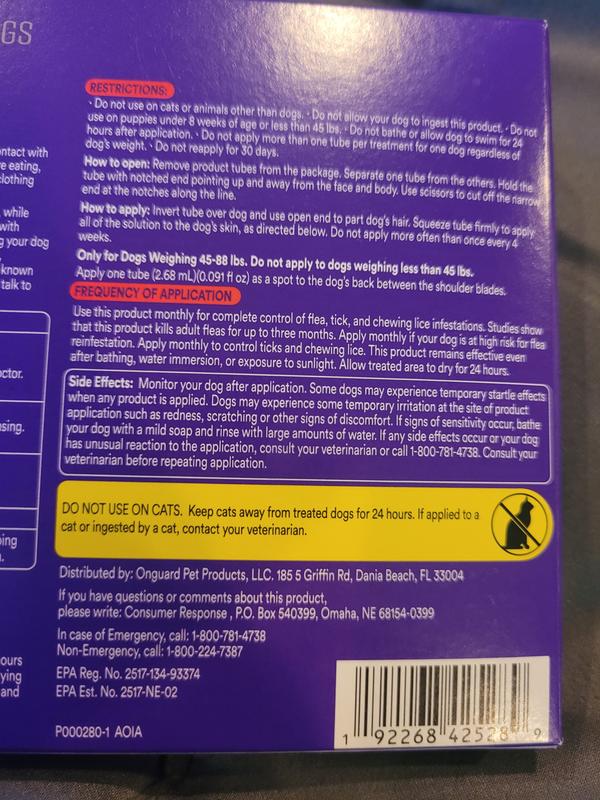 GS
RESTRICTIONS:
• Do not use on cats or animals other than dogs. • Do not allow your dog to ingest this product. • Do not
use on puppies under 8 weeks of age or less than 45 lbs. • Do not bathe or allow dog to swim for 24
hours after application. • Do not apply more than one tube per treatment for one dog regardless of
dog's weight. • Do not reapply for 30 days.
How to open: Remove product tubes from the package. Separate one tube from the others. Hold the
tube with notched end pointing up and away from the face and body. Use scissors to cut off the narrow
end at the notches along the line.
How to apply: Invert tube over dog and use open end to part dog's hair. Squeeze tube firmly to apply
all of the solution to the dog's skin, as directed below. Do not apply more often than once every 4
weeks.
Only for Dogs Weighing 45-88 lbs. Do not apply to dogs weighing less than 45 lbs.
Apply one tube (2.68 mL)(0.091 fl oz) as a spot to the dog's back between the shoulder blades.
FREQUENCY OF APPLICATION
Use this product monthly for complete control of flea, tick, and chewing lice infestations. Studies show
that this product kills adult fleas for up to three months. Apply monthly if your dog is at high risk for flea
reinfestation. Apply monthly to control ticks and chewing lice. This product remains effective even
after bathing, water immersion, or exposure to sunlight. Allow treated area to dry for 24 hours.
Side Effects: Monitor your dog after application. Some dogs may experience temporary startle effects
when any product is applied. Dogs may experience some temporary irritation at the site of product
application such as redness, scratching or other signs of discomfort. If signs of sensitivity occur, bathe
your dog with a mild soap and rinse with large amounts of water. If any side effects occur or your dog
has unusual reaction to the application, consult your veterinarian or call 1-800-781-4738. Consult your
veterinarian before repeating application.
DO NOT USE ON CATS. Keep cats away from treated dogs for 24 hours. If applied to a
cat or ingested by a cat, contact your veterinarian.
Distributed by: Onguard Pet Products, LLC. 185 5 Griffin Rd, Dania Beach, FL 33004
If you have questions or comments about this product,
please write: Consumer Response , P.O. Box 540399, Omaha, NE 68154-0399
In case of Emergency, call: 1-800-781-4738
Non-Emergency, call: 1-800-224-7387
EPA Reg. No. 2517-134-93374
EPA Est. No. 2517-NE-02
P000280-1 AOIA
1 92268 42528 9
ntact with
e eating,
clothing
while
with
g your dog
known
talk to
ctor.
sing.
ing
ours
ying
and